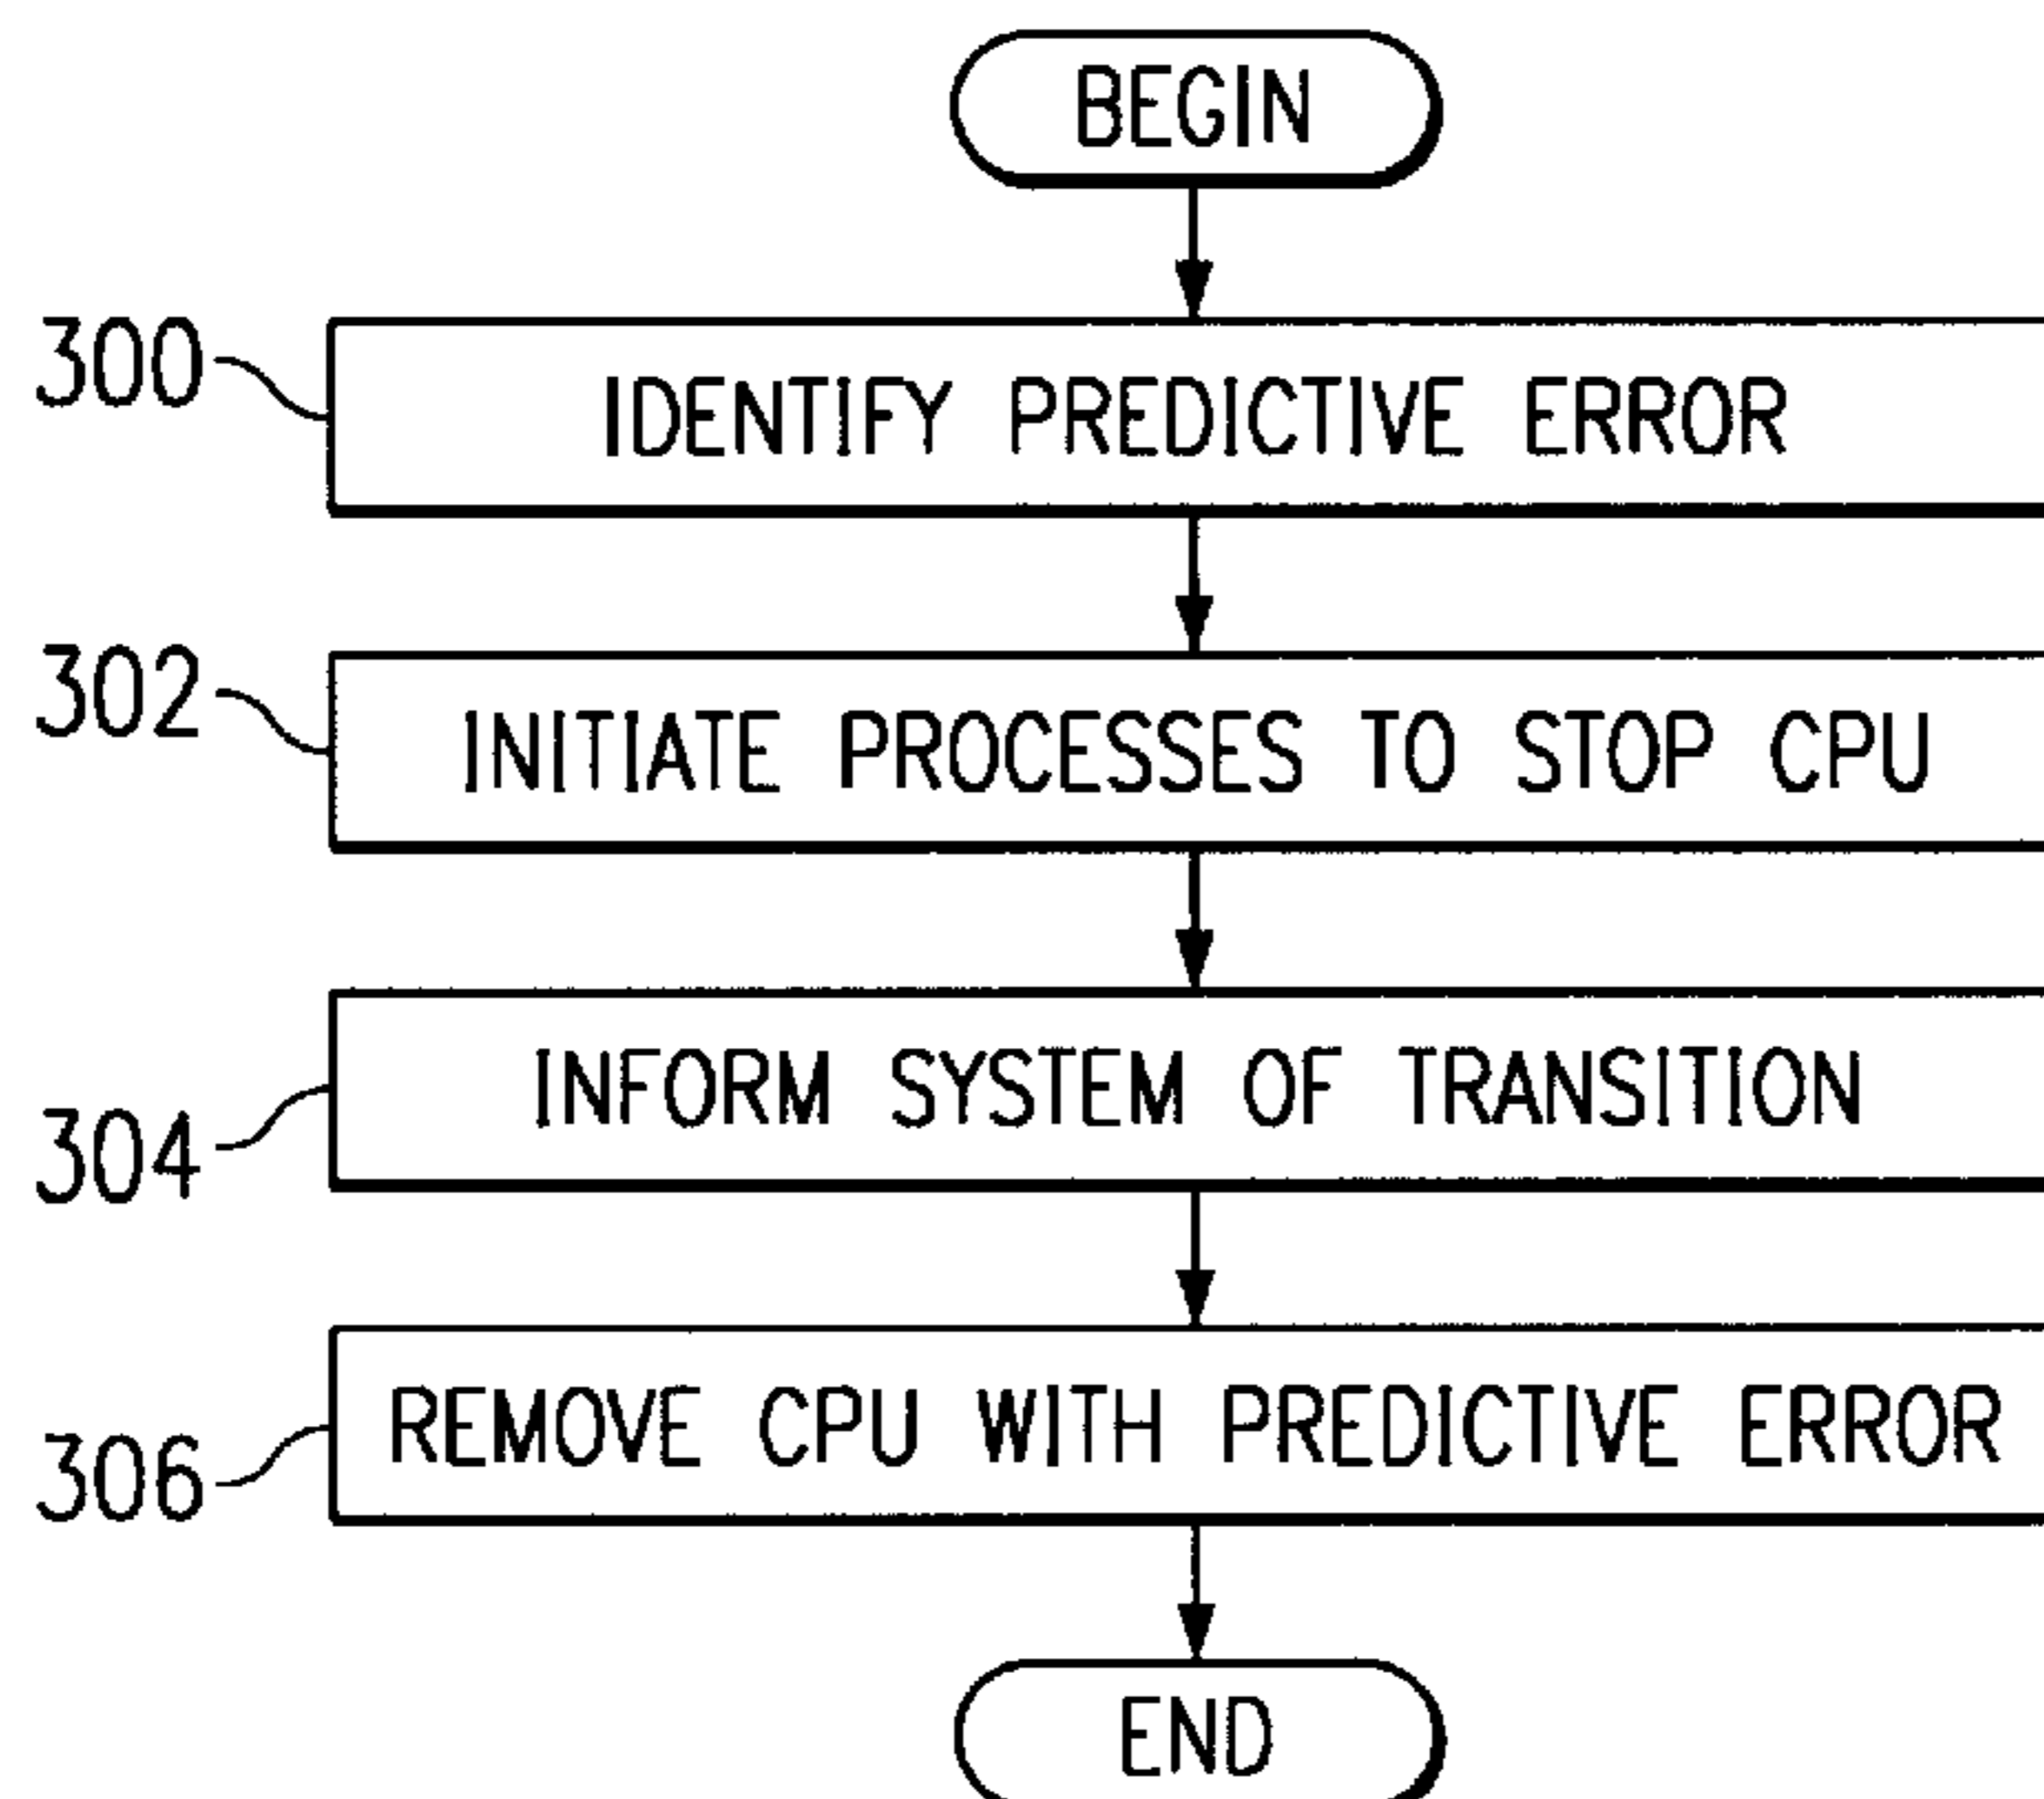 BEGIN
300
IDENTIFY PREDICTIVE ERROR
302
INITIATE PROCESSES TO STOP CPU
304
INFORM SYSTEM OF TRANSITION
306
REMOVE CPU WITH PREDICTIVE ERROR
END